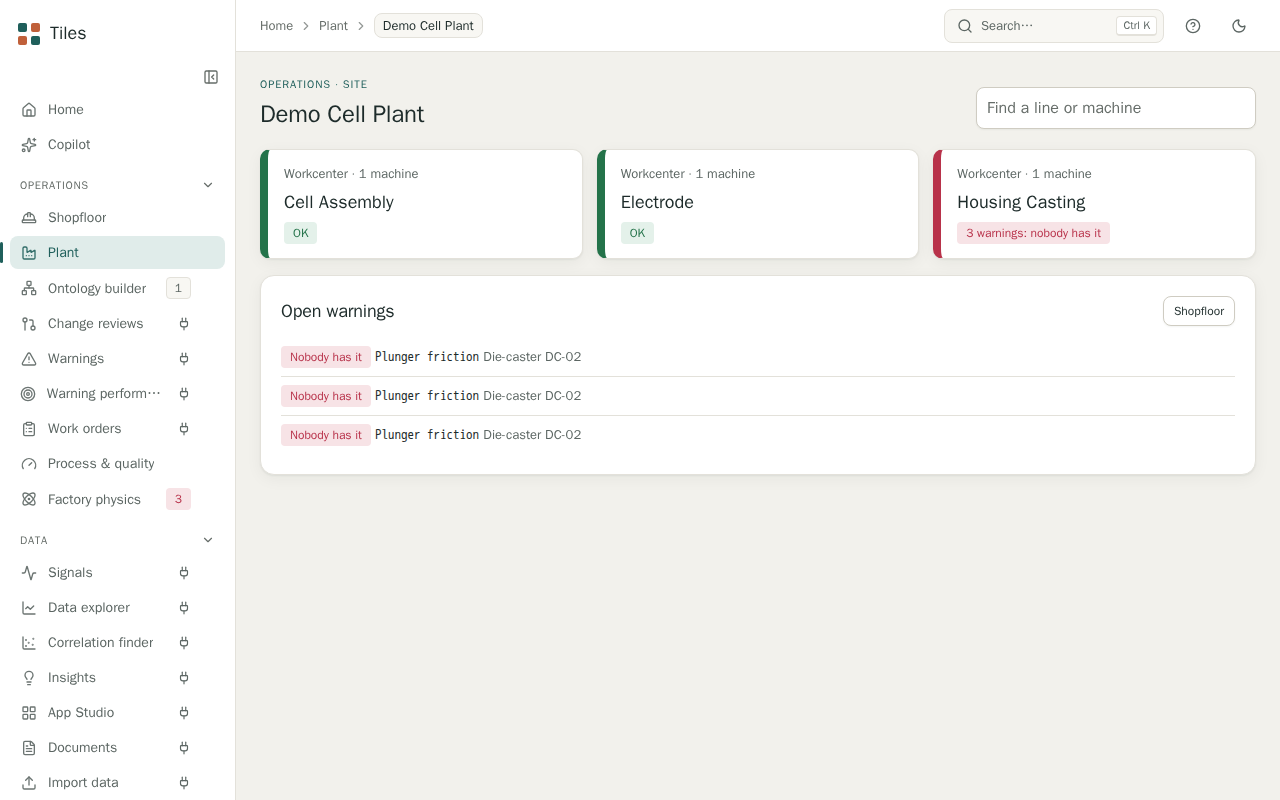 Tiles
Home
Copilot
OPERATIONS
Shopfloor
Plant
Ontology builder 1
Change reviews
Warnings
Warning perform···
Work orders
Process & quality
Factory physics 3
DATA
Signals
Data explorer
Correlation finder
Insights
App Studio
Documents
Import data
Home Plant Demo Cell Plant
Search··· Ctrl K
OPERATIONS · SITE
Demo Cell Plant
Find a line or machine
Workcenter · 1 machine
Cell Assembly
OK
Workcenter · 1 machine
Electrode
OK
Workcenter · 1 machine
Housing Casting
3 warnings: nobody has it
Open warnings
Shopfloor
Nobody has it Plunger friction Die-caster DC-02
Nobody has it Plunger friction Die-caster DC-02
Nobody has it Plunger friction Die-caster DC-02